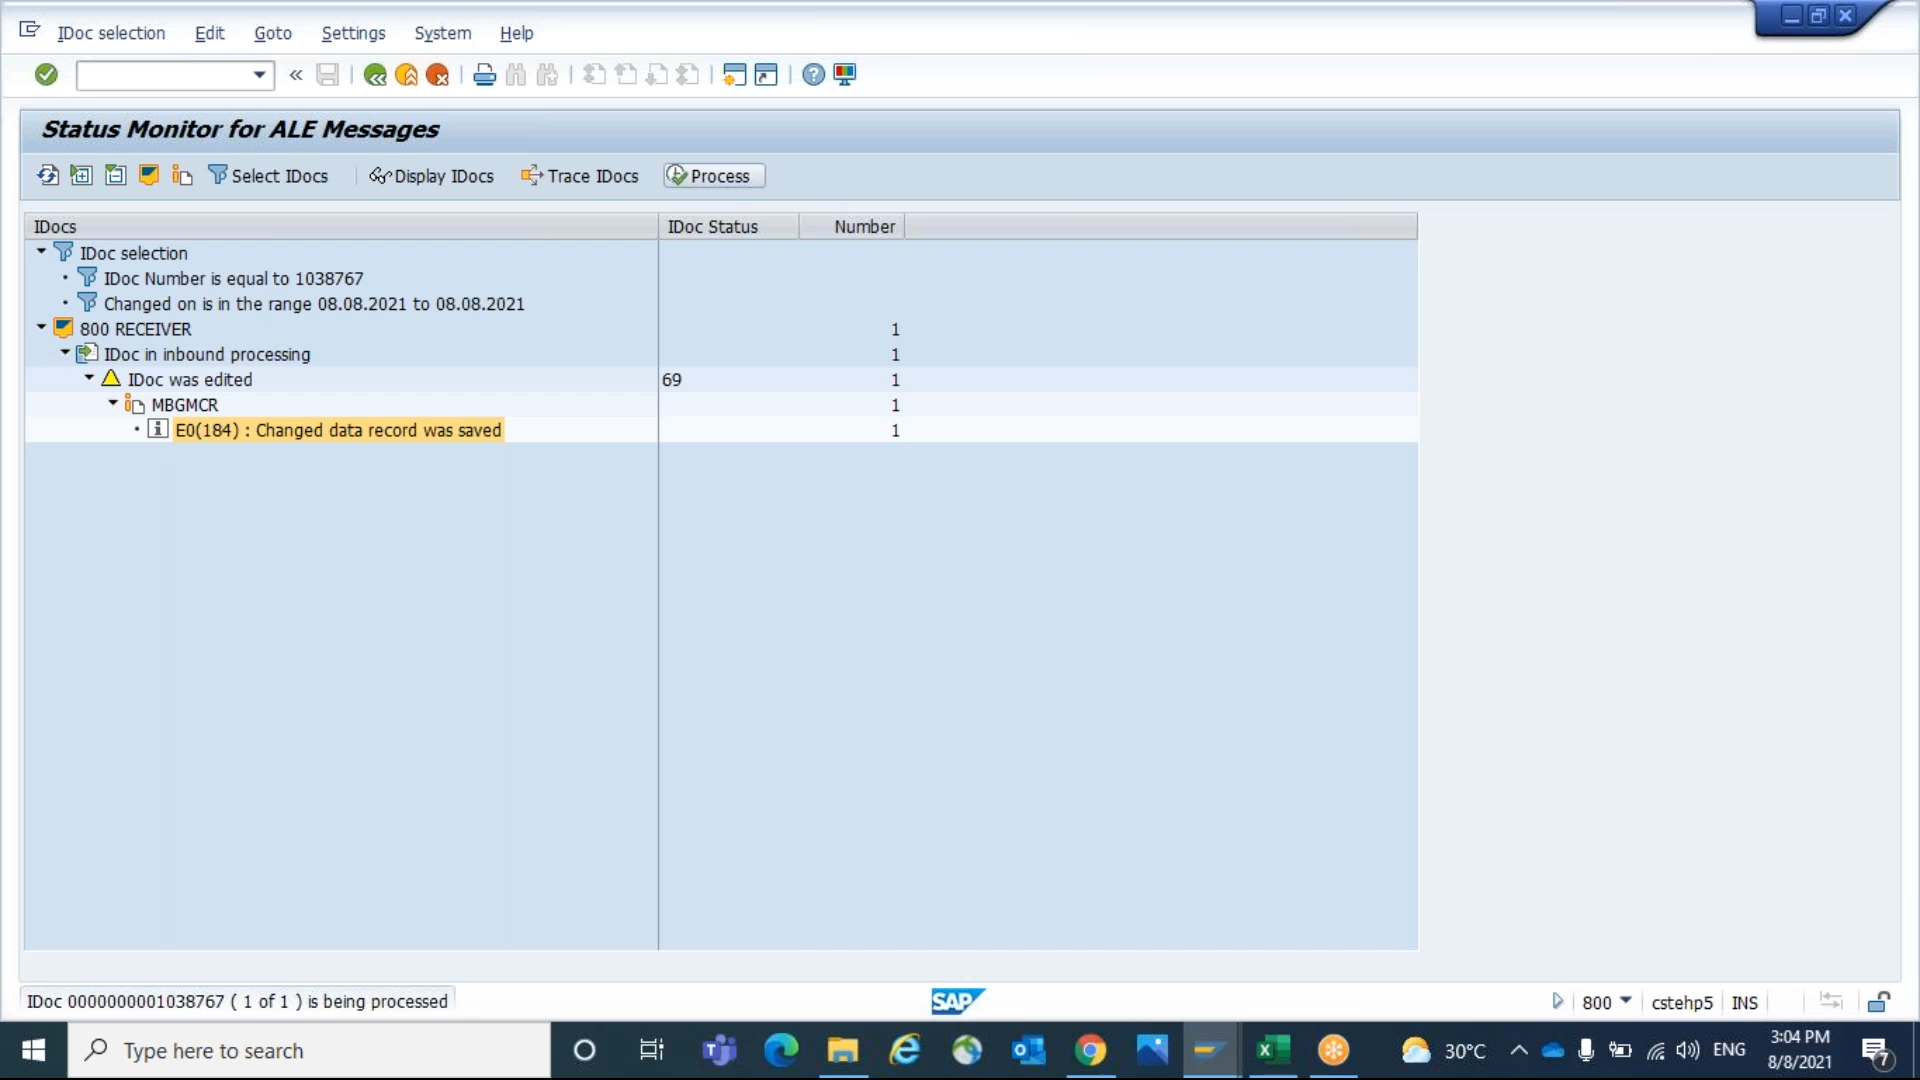 IDoc selection Edit Goto Settings System Help
Status Monitor for ALE Messages
Select IDocs Display IDocs Trace IDocs Process
IDocs IDoc Status Number
IDoc selection
IDoc Number is equal to 1038767
Changed on is in the range 08.08.2021 to 08.08.2021
800 RECEIVER 1
IDoc in inbound processing 1
IDoc was edited 69 1
MBGMCR 1
E0(184) : Changed data record was saved 1
IDoc 0000000001038767 ( 1 of 1 ) is being processed SAP 800 cstehp5 INS
Type here to search 30°C ENG 3:04 PM
8/8/2021 7